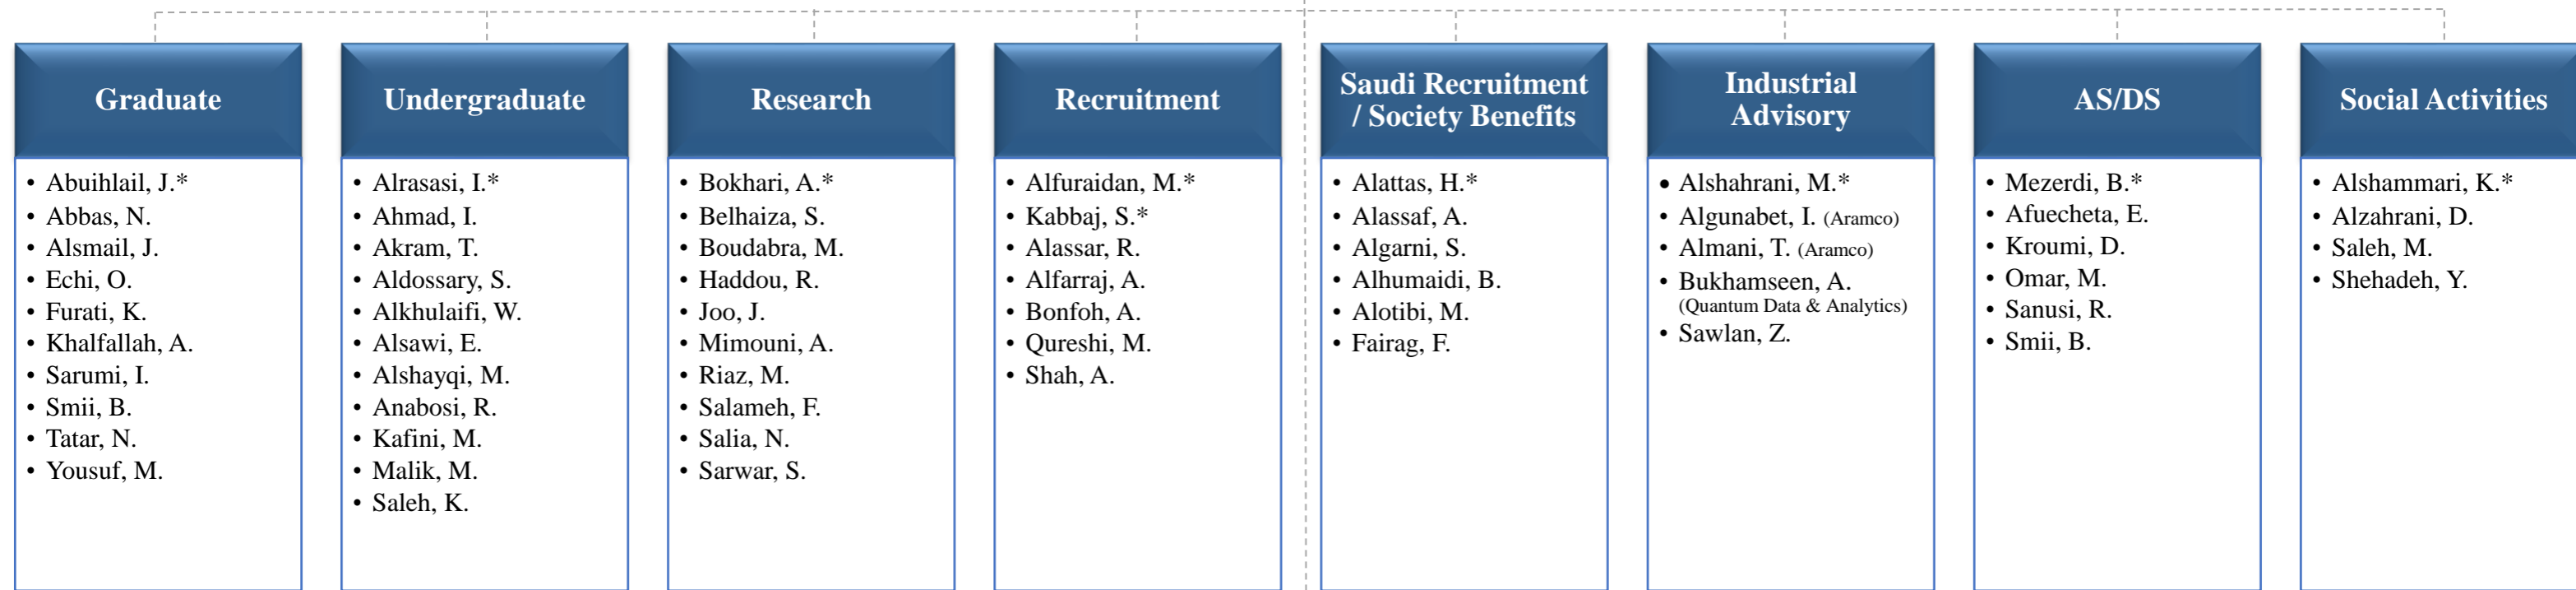 Graduate
• Abuihlail, J.*
• Abbas, N.
• Alsmail, J.
• Echi, O.
• Furati, K.
• Khalfallah, A.
• Sarumi, I.
• Smii, B.
• Tatar, N.
• Yousuf, M.
Undergraduate
• Alrasasi, I.*
• Ahmad, I.
• Akram, T.
• Aldossary, S.
• Alkhulaifi, W.
• Alsawi, E.
• Alshayqi, M.
• Anabosi, R.
• Kafini, M.
• Malik, M.
• Saleh, K.
Research
• Bokhari, A.*
• Belhaiza, S.
• Boudabra, M.
• Haddou, R.
• Joo, J.
• Mimouni, A.
• Riaz, M.
• Salameh, F.
• Salia, N.
• Sarwar, S.
Recruitment
• Alfuraidan, M.*
• Kabbaj, S.*
• Alassar, R.
• Alfarraj, A.
• Bonfoh, A.
• Qureshi, M.
• Shah, A.
Saudi Recruitment
/ Society Benefits
• Alattas, H.*
• Alassaf, A.
• Algarni, S.
• Alhumaidi, B.
• Alotibi, M.
• Fairag, F.
Industrial
Advisory
• Alshahrani, M.*
• Algunabet, I. (Aramco)
• Almani, T. (Aramco)
• Bukhamseen, A.
(Quantum Data & Analytics)
• Sawlan, Z.
AS/DS
• Mezerdi, B.*
• Afuecheta, E.
• Kroumi, D.
• Omar, M.
• Sanusi, R.
• Smii, B.
Social Activities
• Alshammari, K.*
• Alzahrani, D.
• Saleh, M.
• Shehadeh, Y.